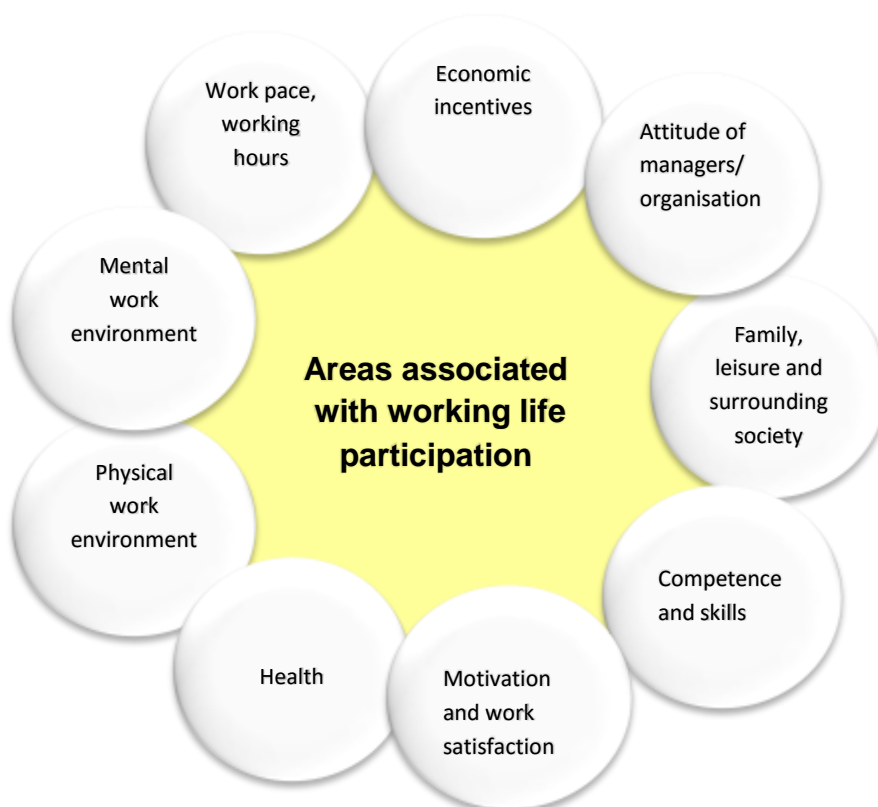 Economic
incentives
Attitude of
managers/
organisation
Family,
leisure and
surrounding
society
Competence
and skills
Motivation
and work
satisfaction
Health
Physical
work
environment
Mental
work
environment
Work pace,
working
hours
Areas associated
with working life
participation